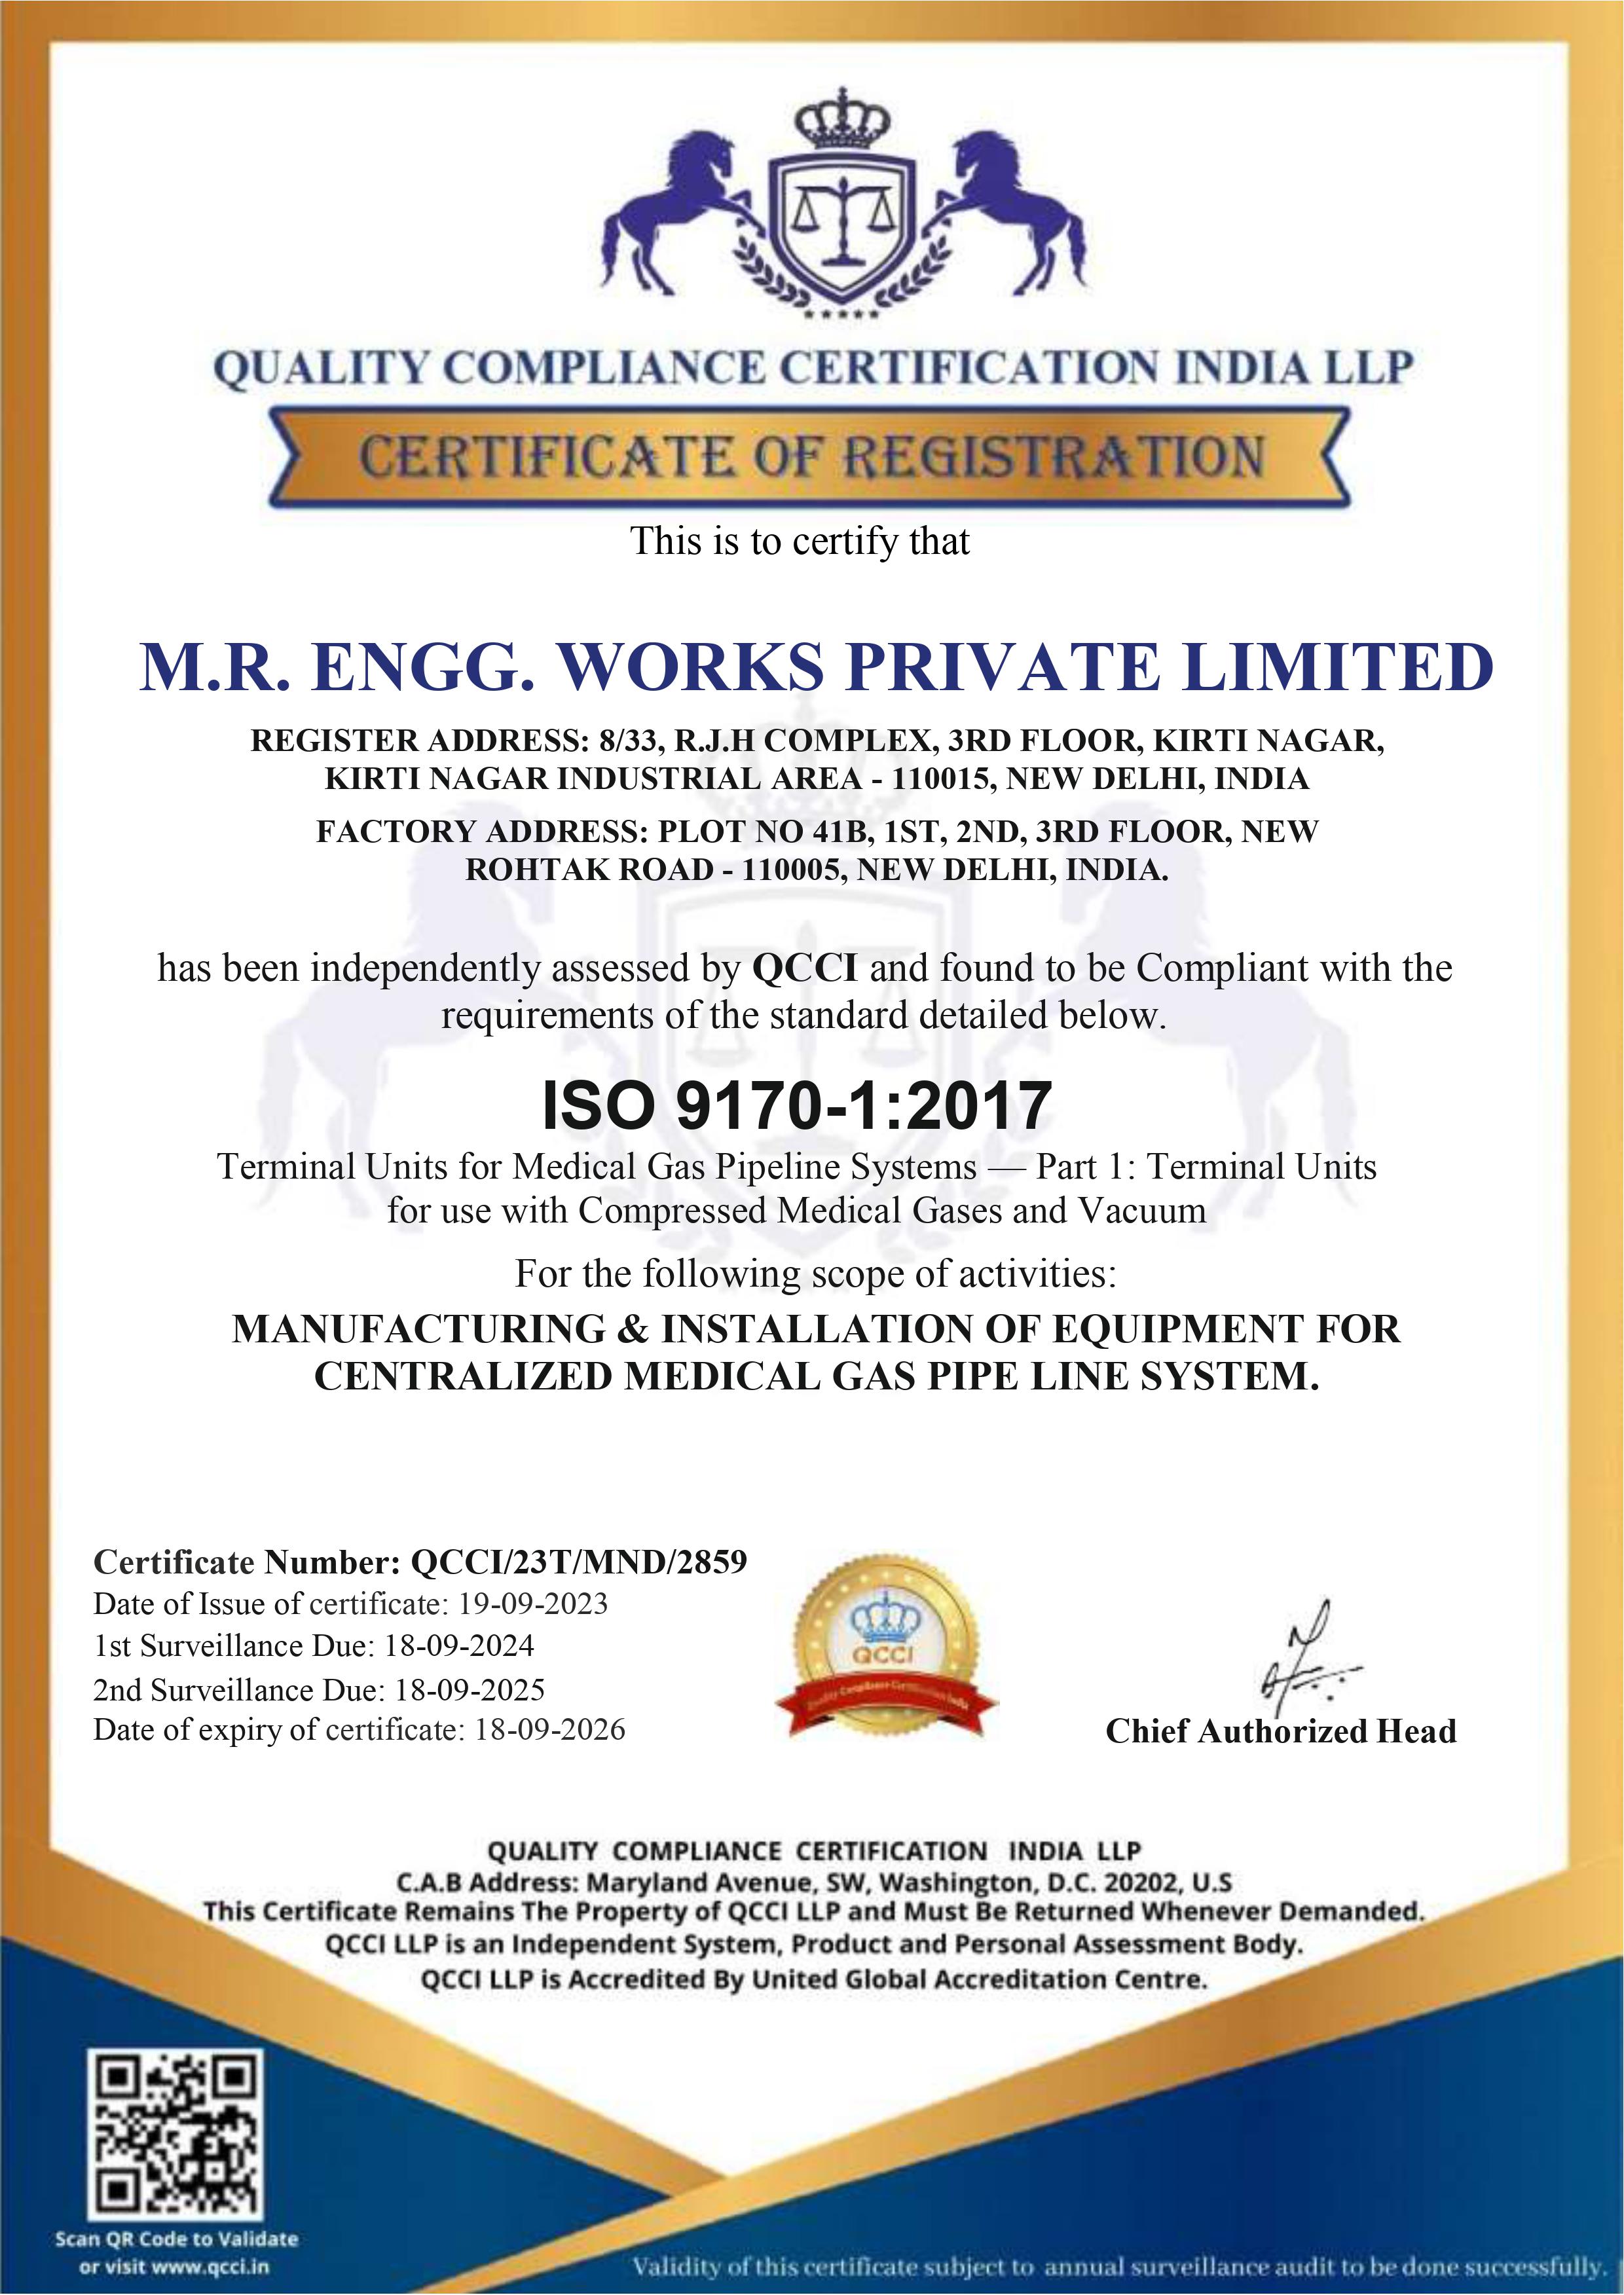 QUALITY COMPLIANCE CERTIFICATION INDIA LLP
CERTIFICATE OF REGISTRATION
This is to certify that
M.R. ENGG. WORKS PRIVATE LIMITED
REGISTER ADDRESS: 8/33, R.J.H COMPLEX, 3RD FLOOR, KIRTI NAGAR,
KIRTI NAGAR INDUSTRIAL AREA - 110015, NEW DELHI, INDIA
FACTORY ADDRESS: PLOT NO 41B, 1ST, 2ND, 3RD FLOOR, NEW
ROHTAK ROAD - 110005, NEW DELHI, INDIA.
has been independently assessed by QCCI and found to be Compliant with the
requirements of the standard detailed below.
ISO 9170-1:2017
Terminal Units for Medical Gas Pipeline Systems — Part 1: Terminal Units
for use with Compressed Medical Gases and Vacuum
For the following scope of activities:
MANUFACTURING & INSTALLATION OF EQUIPMENT FOR
CENTRALIZED MEDICAL GAS PIPE LINE SYSTEM.
Certificate Number: QCCI/23T/MND/2859
Date of Issue of certificate: 19-09-2023
1st Surveillance Due: 18-09-2024
2nd Surveillance Due: 18-09-2025
Date of expiry of certificate: 18-09-2026
QCCI
Quality Compliance Certification India
Chief Authorized Head
QUALITY COMPLIANCE CERTIFICATION INDIA LLP
C.A.B Address: Maryland Avenue, SW, Washington, D.C. 20202, U.S
This Certificate Remains The Property of QCCI LLP and Must Be Returned Whenever Demanded.
QCCI LLP is an Independent System, Product and Personal Assessment Body.
QCCI LLP is Accredited By United Global Accreditation Centre.
Scan QR Code to Validate
or visit www.qcci.in
Validity of this certificate subject to annual surveillance audit to be done successfully.